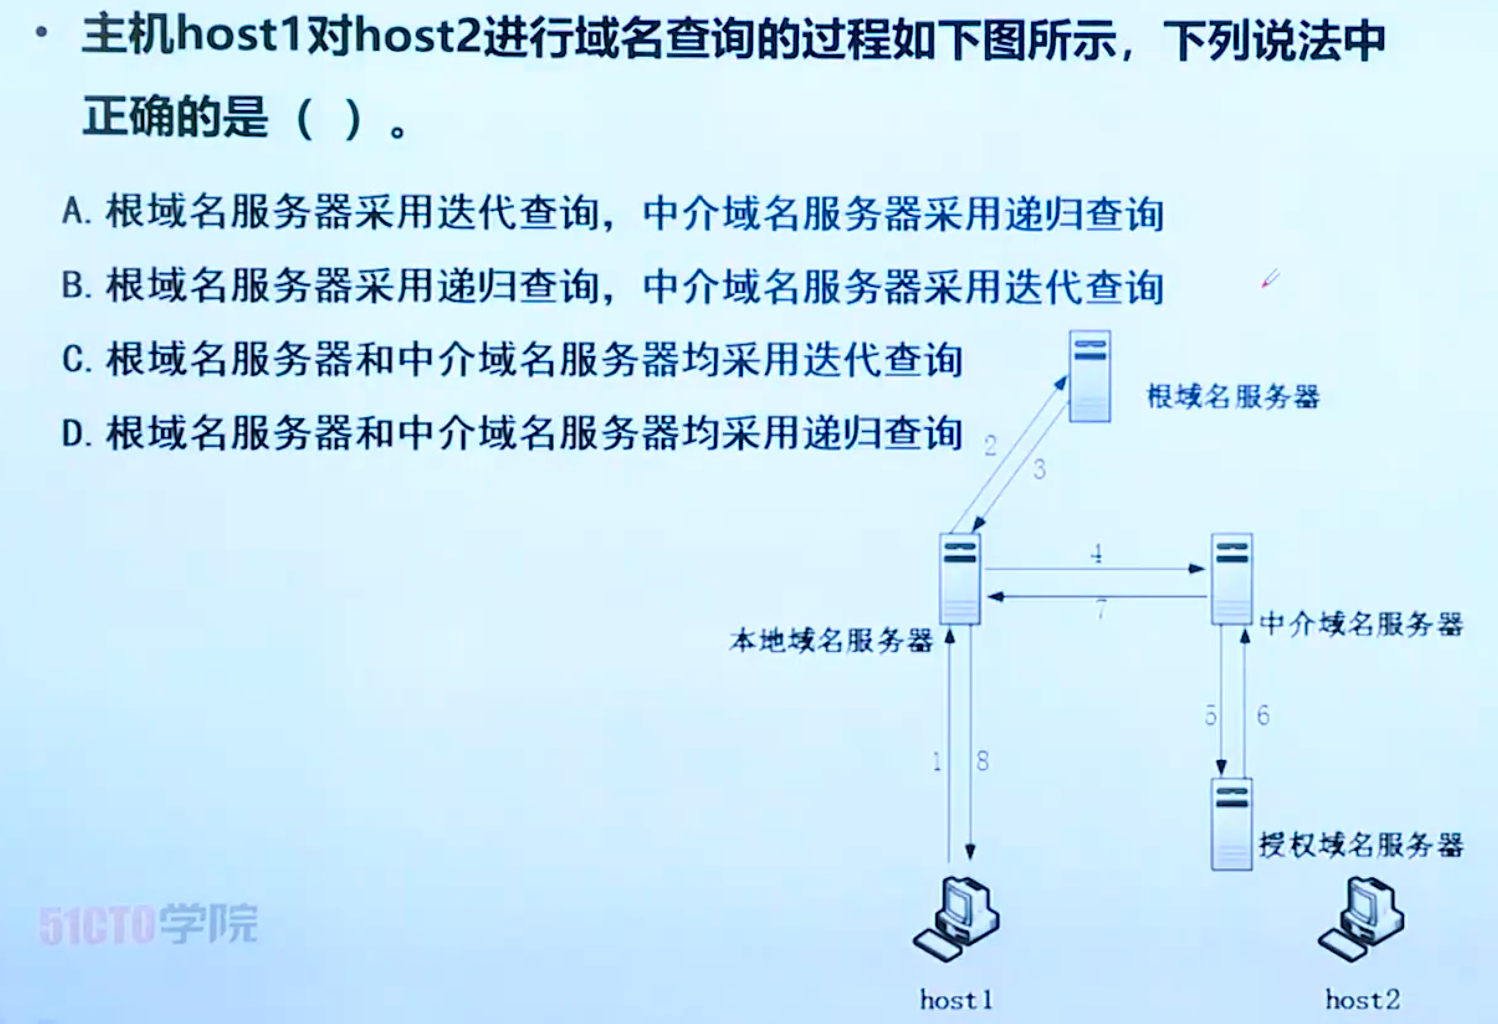 • 主机host1对host2进行域名查询的过程如下图所示，下列说法中
正确的是（ ）。
A. 根域名服务器采用迭代查询，中介域名服务器采用递归查询
B. 根域名服务器采用递归查询，中介域名服务器采用迭代查询
C. 根域名服务器和中介域名服务器均采用迭代查询
D. 根域名服务器和中介域名服务器均采用递归查询
根域名服务器
2
3
4
7
本地域名服务器
中介域名服务器
5
6
1
8
授权域名服务器
51CTO学院
host1
host2